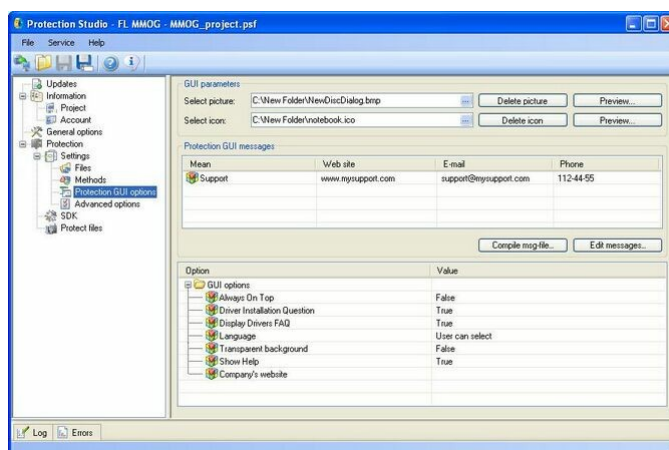 Protection Studio - FL MMOG - MMOG_project.psf
File Service Help
Updates
Information
Project
Account
General options
Protection
Settings
Files
Methods
Protection GUI options
Advanced options
SDK
Protect files
GUI parameters
Select picture: C:\New Folder\NewDiscDialog.bmp ... Delete picture Preview...
Select icon: C:\New Folder\notebook.ico ... Delete icon Preview...
Protection GUI messages
Mean Web site E-mail Phone
Support www.mysupport.com support@mysupport.com 112-44-55
Compile msg-file... Edit messages...
Option Value
GUI options
Always On Top False
Driver Installation Question True
Display Drivers FAQ True
Language User can select
Transparent background False
Show Help True
Company's website
Log Errors